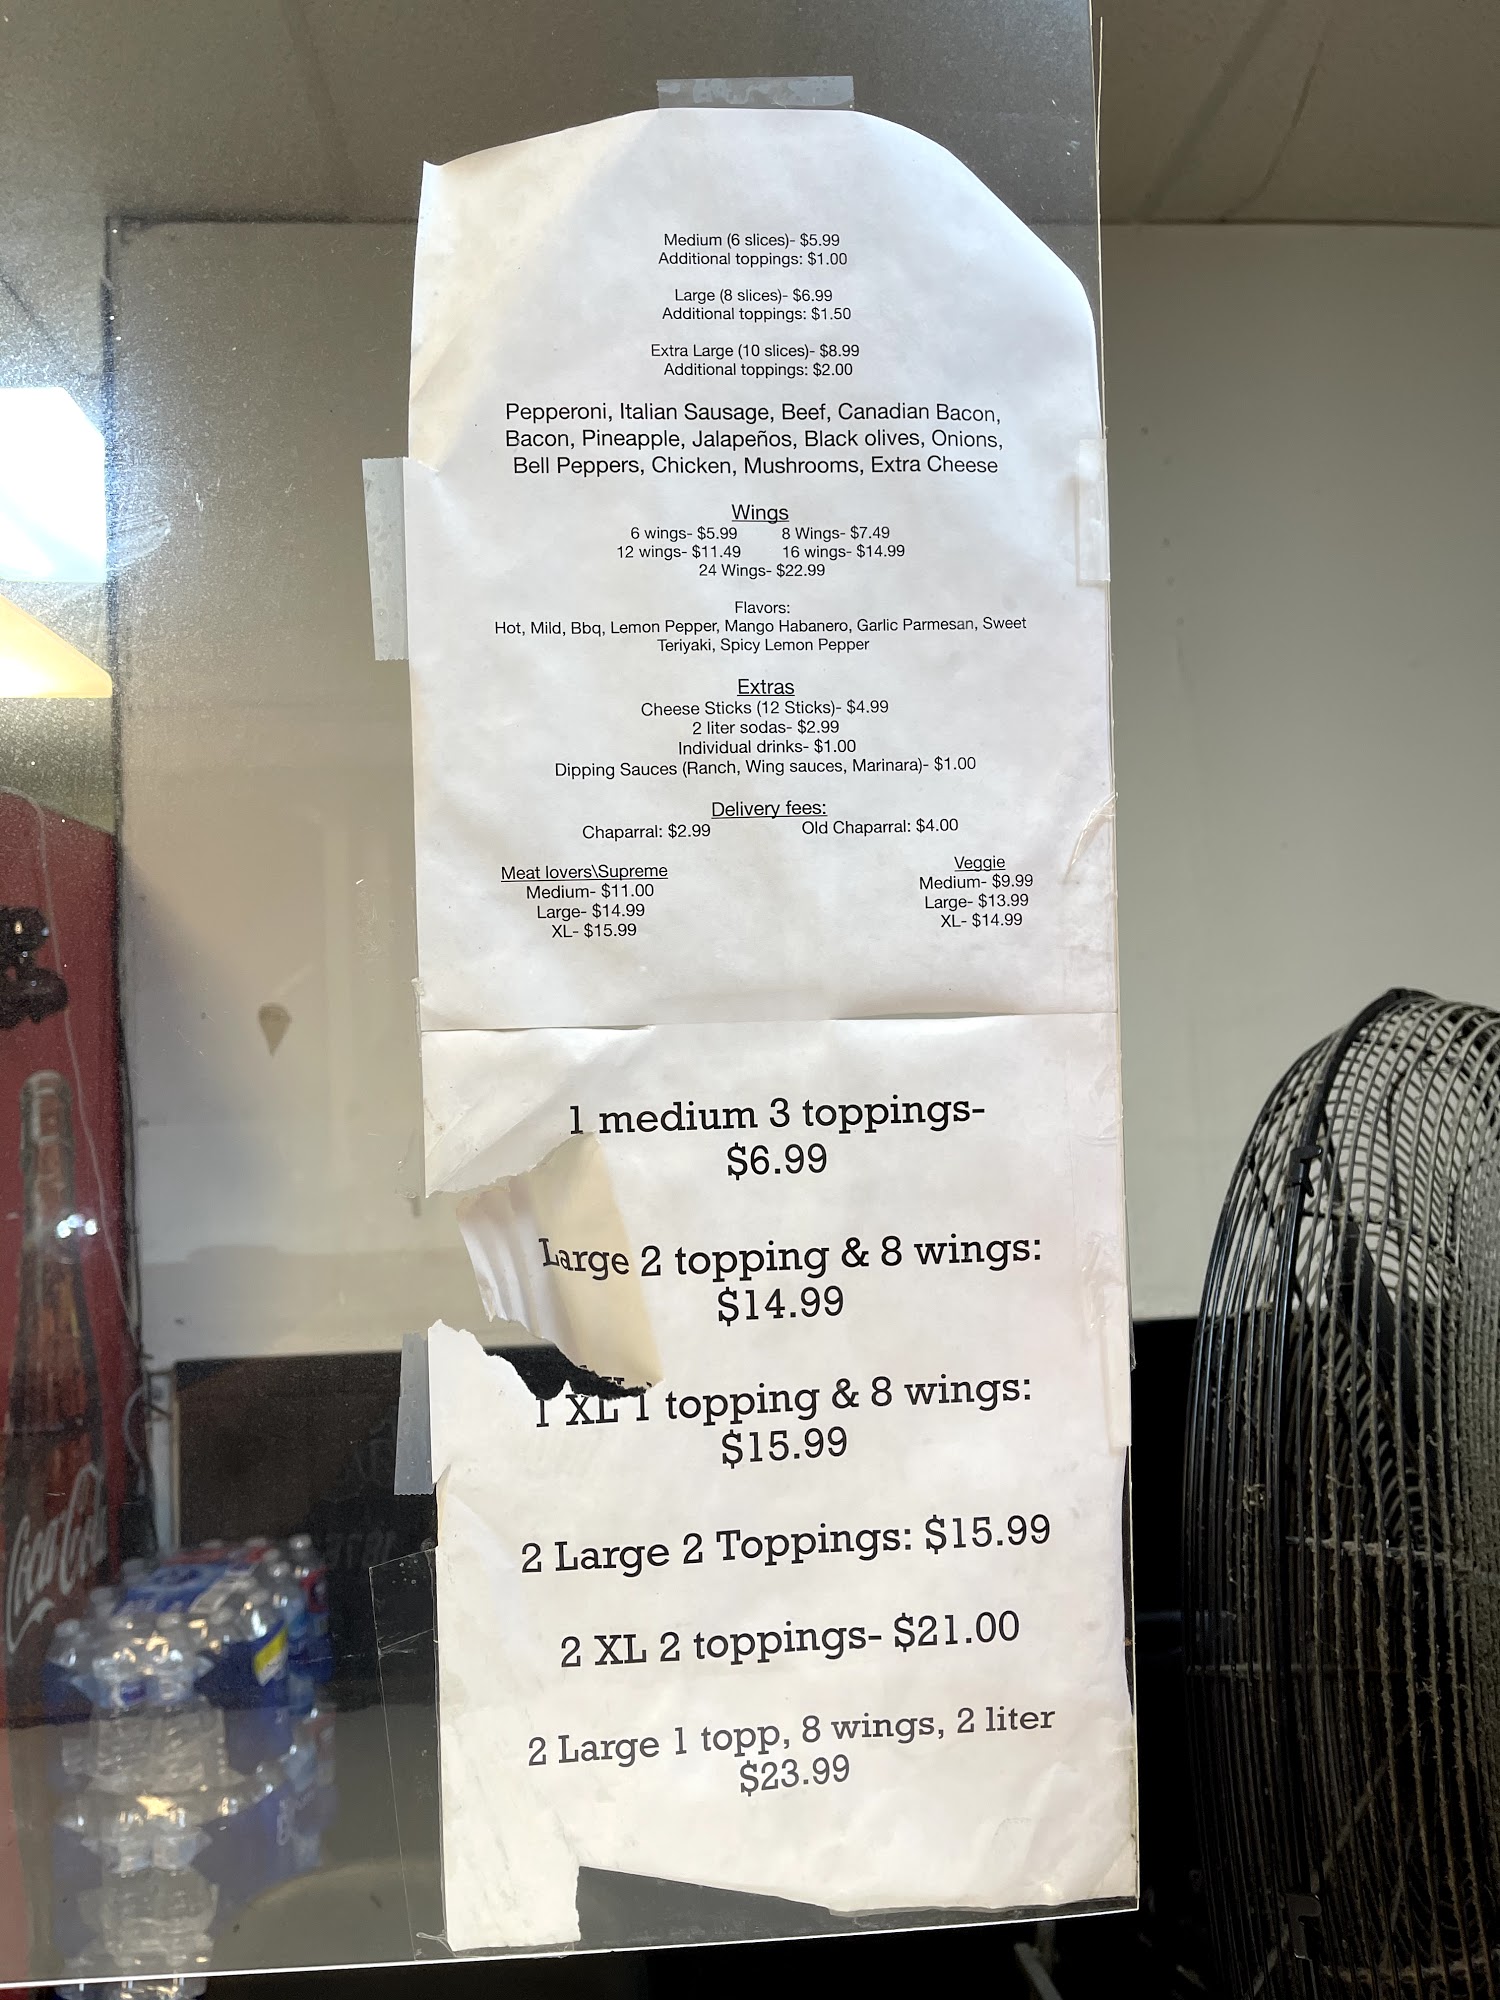 Medium (6 slices)- $5.99
Additional toppings: $1.00
Large (8 slices)- $6.99
Additional toppings: $1.50
Extra Large (10 slices)- $8.99
Additional toppings: $2.00
Pepperoni, Italian Sausage, Beef, Canadian Bacon,
Bacon, Pineapple, Jalapeños, Black olives, Onions,
Bell Peppers, Chicken, Mushrooms, Extra Cheese
Wings
6 wings- $5.99 8 Wings- $7.49
12 wings- $11.49 16 wings- $14.99
24 Wings- $22.99
Flavors:
Hot, Mild, Bbq, Lemon Pepper, Mango Habanero, Garlic Parmesan, Sweet
Teriyaki, Spicy Lemon Pepper
Extras
Cheese Sticks (12 Sticks)- $4.99
2 liter sodas- $2.99
Individual drinks- $1.00
Dipping Sauces (Ranch, Wing sauces, Marinara)- $1.00
Delivery fees:
Chaparral: $2.99 Old Chaparral: $4.00
Meat lovers\Supreme
Medium- $11.00
Large- $14.99
XL- $15.99
Veggie
Medium- $9.99
Large- $13.99
XL- $14.99
1 medium 3 toppings-
$6.99
Large 2 topping & 8 wings:
$14.99
1 XL 1 topping & 8 wings:
$15.99
2 Large 2 Toppings: $15.99
2 XL 2 toppings- $21.00
2 Large 1 topp, 8 wings, 2 liter
$23.99
Coca-Cola